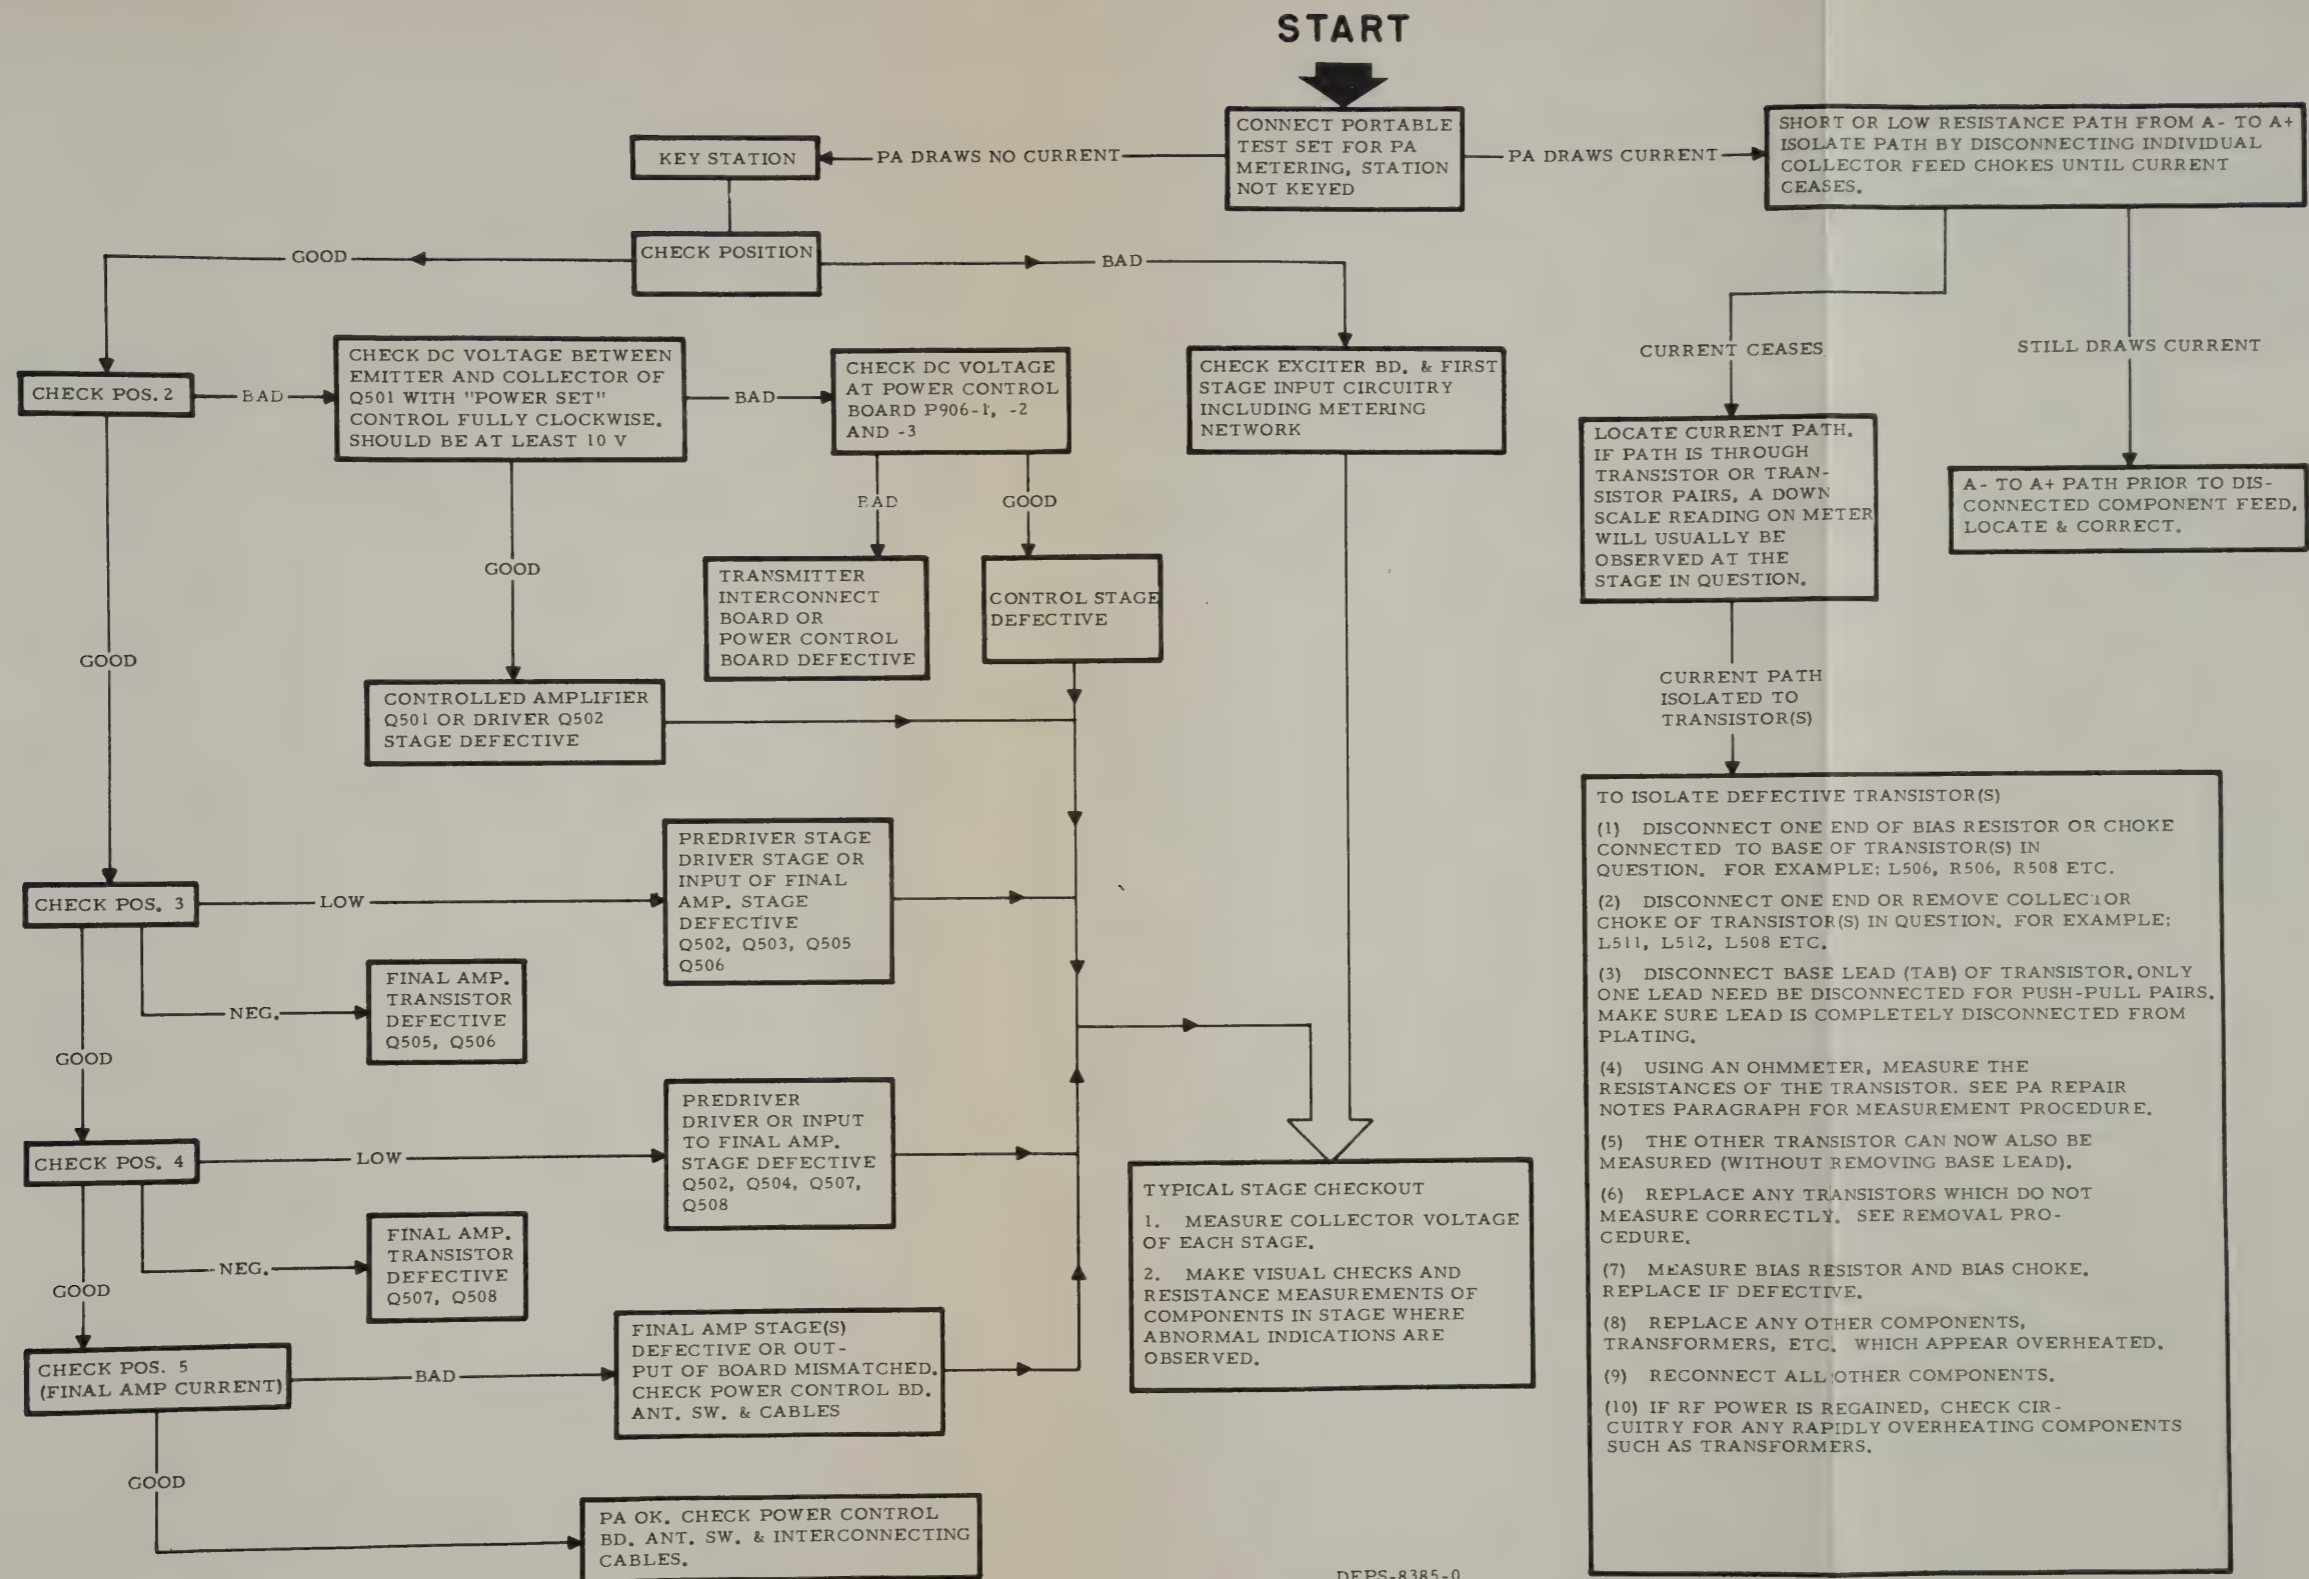 START
CONNECT PORTABLE
TEST SET FOR PA
METERING, STATION
NOT KEYED
PA DRAWS NO CURRENT
KEY STATION
PA DRAWS CURRENT
SHORT OR LOW RESISTANCE PATH FROM A- TO A+
ISOLATE PATH BY DISCONNECTING INDIVIDUAL
COLLECTOR FEED CHOKES UNTIL CURRENT
CEASES.
CHECK POSITION
GOOD
BAD
CHECK POS. 2
BAD
CHECK DC VOLTAGE BETWEEN
EMITTER AND COLLECTOR OF
Q501 WITH "POWER SET"
CONTROL FULLY CLOCKWISE.
SHOULD BE AT LEAST 10 V
BAD
CHECK DC VOLTAGE
AT POWER CONTROL
BOARD P906-1, -2
AND -3
CHECK EXCITER BD. & FIRST
STAGE INPUT CIRCUITRY
INCLUDING METERING
NETWORK
CURRENT CEASES
STILL DRAWS CURRENT
LOCATE CURRENT PATH.
IF PATH IS THROUGH
TRANSISTOR OR TRAN-
SISTOR PAIRS, A DOWN
SCALE READING ON METER
WILL USUALLY BE
OBSERVED AT THE
STAGE IN QUESTION.
A- TO A+ PATH PRIOR TO DIS-
CONNECTED COMPONENT FEED,
LOCATE & CORRECT.
BAD
GOOD
GOOD
TRANSMITTER
INTERCONNECT
BOARD OR
POWER CONTROL
BOARD DEFECTIVE
CONTROL STAGE
DEFECTIVE
GOOD
CONTROLLED AMPLIFIER
Q501 OR DRIVER Q502
STAGE DEFECTIVE
CURRENT PATH
ISOLATED TO
TRANSISTOR(S)
CHECK POS. 3
LOW
PREDRIVER STAGE
DRIVER STAGE OR
INPUT OF FINAL
AMP. STAGE
DEFECTIVE
Q502, Q503, Q505
Q506
NEG.
FINAL AMP.
TRANSISTOR
DEFECTIVE
Q505, Q506
GOOD
CHECK POS. 4
LOW
PREDRIVER
DRIVER OR INPUT
TO FINAL AMP.
STAGE DEFECTIVE
Q502, Q504, Q507,
Q508
NEG.
FINAL AMP.
TRANSISTOR
DEFECTIVE
Q507, Q508
GOOD
CHECK POS. 5
(FINAL AMP CURRENT)
BAD
FINAL AMP STAGE(S)
DEFECTIVE OR OUT-
PUT OF BOARD MISMATCHED.
CHECK POWER CONTROL BD.
ANT. SW. & CABLES
GOOD
PA OK. CHECK POWER CONTROL
BD. ANT. SW. & INTERCONNECTING
CABLES.
TYPICAL STAGE CHECKOUT
1. MEASURE COLLECTOR VOLTAGE
OF EACH STAGE.
2. MAKE VISUAL CHECKS AND
RESISTANCE MEASUREMENTS OF
COMPONENTS IN STAGE WHERE
ABNORMAL INDICATIONS ARE
OBSERVED.
TO ISOLATE DEFECTIVE TRANSISTOR(S)
(1) DISCONNECT ONE END OF BIAS RESISTOR OR CHOKE
CONNECTED TO BASE OF TRANSISTOR(S) IN
QUESTION. FOR EXAMPLE; L506, R506, R508 ETC.
(2) DISCONNECT ONE END OR REMOVE COLLECTOR
CHOKE OF TRANSISTOR(S) IN QUESTION. FOR EXAMPLE;
L511, L512, L508 ETC.
(3) DISCONNECT BASE LEAD (TAB) OF TRANSISTOR. ONLY
ONE LEAD NEED BE DISCONNECTED FOR PUSH-PULL PAIRS.
MAKE SURE LEAD IS COMPLETELY DISCONNECTED FROM
PLATING.
(4) USING AN OHMMETER, MEASURE THE
RESISTANCES OF THE TRANSISTOR. SEE PA REPAIR
NOTES PARAGRAPH FOR MEASUREMENT PROCEDURE.
(5) THE OTHER TRANSISTOR CAN NOW ALSO BE
MEASURED (WITHOUT REMOVING BASE LEAD).
(6) REPLACE ANY TRANSISTORS WHICH DO NOT
MEASURE CORRECTLY. SEE REMOVAL PRO-
CEDURE.
(7) MEASURE BIAS RESISTOR AND BIAS CHOKE.
REPLACE IF DEFECTIVE.
(8) REPLACE ANY OTHER COMPONENTS,
TRANSFORMERS, ETC. WHICH APPEAR OVERHEATED.
(9) RECONNECT ALL OTHER COMPONENTS.
(10) IF RF POWER IS REGAINED, CHECK CIR-
CUITRY FOR ANY RAPIDLY OVERHEATING COMPONENTS
SUCH AS TRANSFORMERS.
DEPS-8385-0